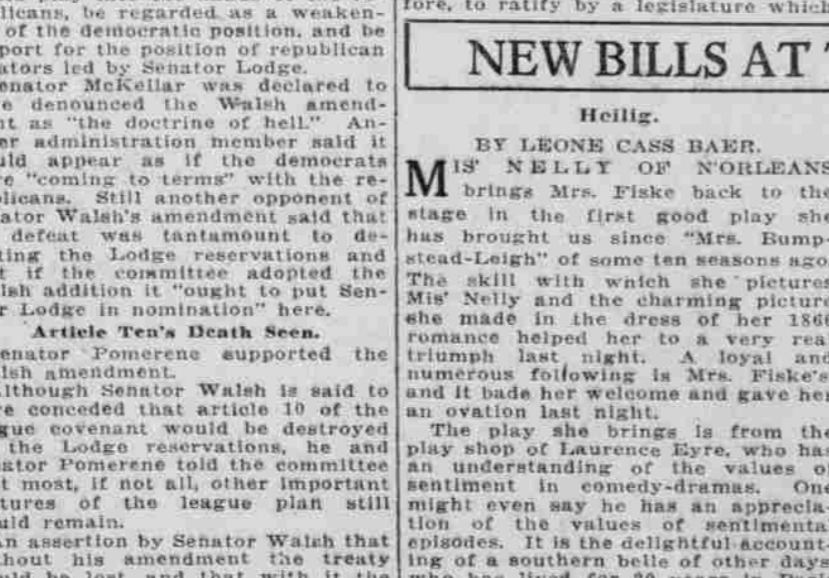 licans, be regarded as a weaken-
of the democratic position, and be
port for the position of republican
ators led by Senator Lodge.
enator McKellar was declared to
e denounced the Walsh amend-
nt as "the doctrine of hell." An-
er administration member said it
uld appear as if the democrats
re "coming to terms" with the re-
licans. Still another opponent of
ator Walsh's amendment said that
defeat was tantamount to de-
ting the Lodge reservations and
t if the committee adopted the
lsh addition it "ought to put Sen-
r Lodge in nomination" here.
Article Ten's Death Seen.
enator Pomerene supported the
lsh amendment.
lthough Senator Walsh is said to
e conceded that article 10 of the
gue covenant would be destroyed
the Lodge reservations, he and
ator Pomerene told the committee
t most, if not all, other important
tures of the league plan still
uld remain.
n assertion by Senator Walsh that
hout his amendment the treaty
uld be lost, and that with it the
fore, to ratify by a legislature which
NEW BILLS AT
Heilig.
BY LEONE CASS BAER.
MIS' NELLY OF N'ORLEANS
brings Mrs. Fiske back to the
stage in the first good play she
has brought us since "Mrs. Bump-
stead-Leigh" of some ten seasons ago.
The skill with which she pictures
Mis' Nelly and the charming picture
she made in the dress of her 1860
romance helped her to a very real
triumph last night. A loyal and
numerous following is Mrs. Fiske's
and it bade her welcome and gave her
an ovation last night.
The play she brings is from the
play shop of Laurence Eyre, who has
an understanding of the values of
sentiment in comedy-dramas. One
might even say he has an apprecia-
tion of the values of sentimental
episodes. It is the delightful account-
ing of a southern belle of other days